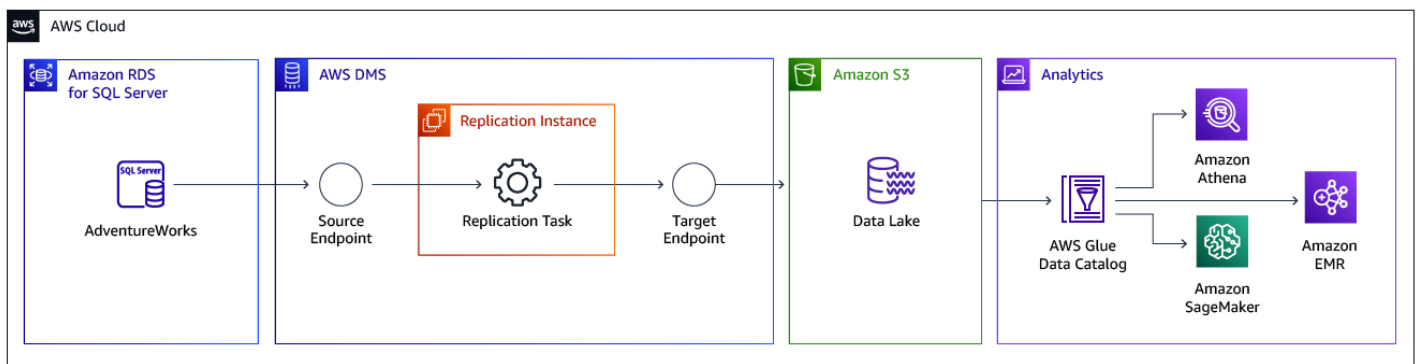 aws
AWS Cloud
Amazon RDS
for SQL Server
AWS DMS
Amazon S3
Analytics
Replication Instance
SQL Server
AdventureWorks
Source
Endpoint
Replication Task
Target
Endpoint
Data Lake
AWS Glue
Data Catalog
Amazon
Athena
Amazon
SageMaker
Amazon
EMR